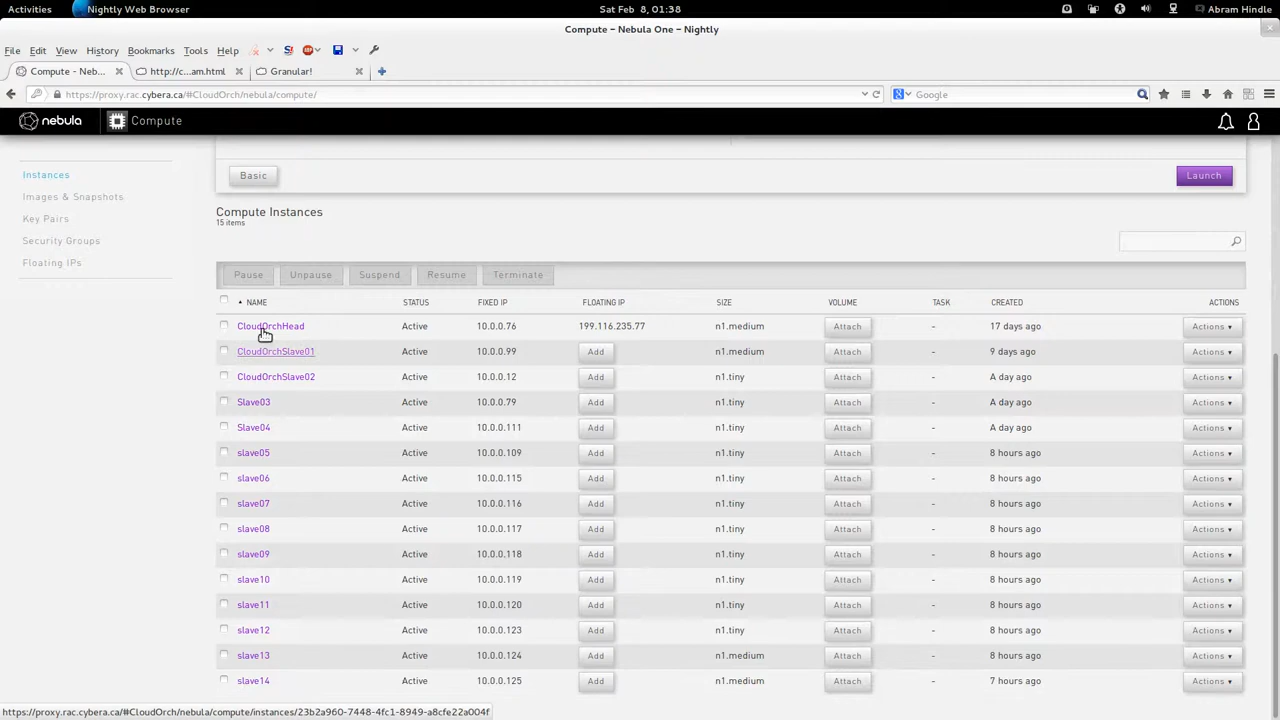 Activities Nightly Web Browser Sat Feb 8, 01:38 Abram Hindle
Compute – Nebula One – Nightly
File Edit View History Bookmarks Tools Help
Compute - Neb... http://c...am.html Granular!
https://proxy.rac.cybera.ca/#CloudOrch/nebula/compute/ Google
nebula Compute
Instances
Images & Snapshots
Key Pairs
Security Groups
Floating IPs
Basic Launch
Compute Instances
15 items
Pause Unpause Suspend Resume Terminate
NAME STATUS FIXED IP FLOATING IP SIZE VOLUME TASK CREATED ACTIONS
CloudOrchHead Active 10.0.0.76 199.116.235.77 n1.medium Attach - 17 days ago Actions
CloudOrchSlave01 Active 10.0.0.99 Add n1.medium Attach - 9 days ago Actions
CloudOrchSlave02 Active 10.0.0.12 Add n1.tiny Attach - A day ago Actions
Slave03 Active 10.0.0.79 Add n1.tiny Attach - A day ago Actions
Slave04 Active 10.0.0.111 Add n1.tiny Attach - A day ago Actions
slave05 Active 10.0.0.109 Add n1.tiny Attach - 8 hours ago Actions
slave06 Active 10.0.0.115 Add n1.tiny Attach - 8 hours ago Actions
slave07 Active 10.0.0.116 Add n1.tiny Attach - 8 hours ago Actions
slave08 Active 10.0.0.117 Add n1.tiny Attach - 8 hours ago Actions
slave09 Active 10.0.0.118 Add n1.tiny Attach - 8 hours ago Actions
slave10 Active 10.0.0.119 Add n1.tiny Attach - 8 hours ago Actions
slave11 Active 10.0.0.120 Add n1.tiny Attach - 8 hours ago Actions
slave12 Active 10.0.0.123 Add n1.tiny Attach - 8 hours ago Actions
slave13 Active 10.0.0.124 Add n1.medium Attach - 8 hours ago Actions
slave14 Active 10.0.0.125 Add n1.medium Attach - 7 hours ago Actions
https://proxy.rac.cybera.ca/#CloudOrch/nebula/compute/instances/23b2a960-7448-4fc1-8949-a8cfe22a004f